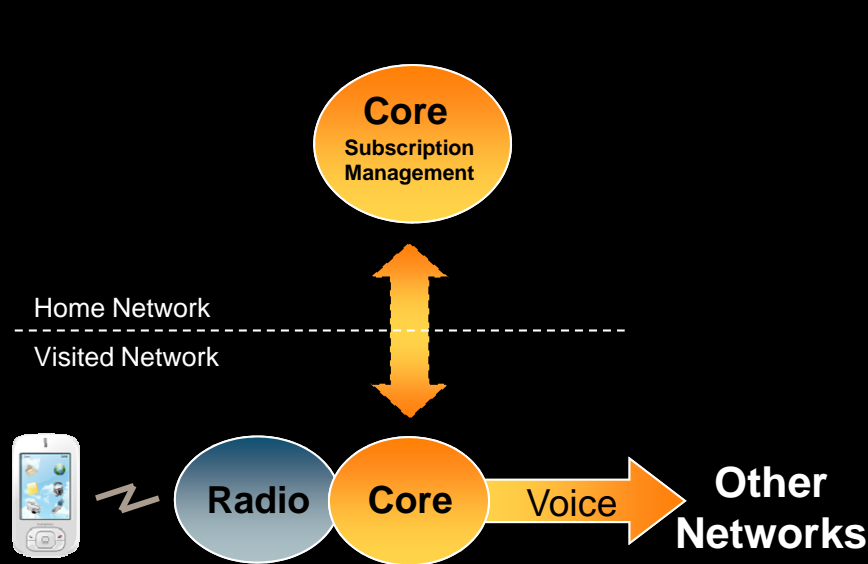 Core
Subscription
Management
Home Network
Visited Network
Radio
Core
Voice
Other
Networks